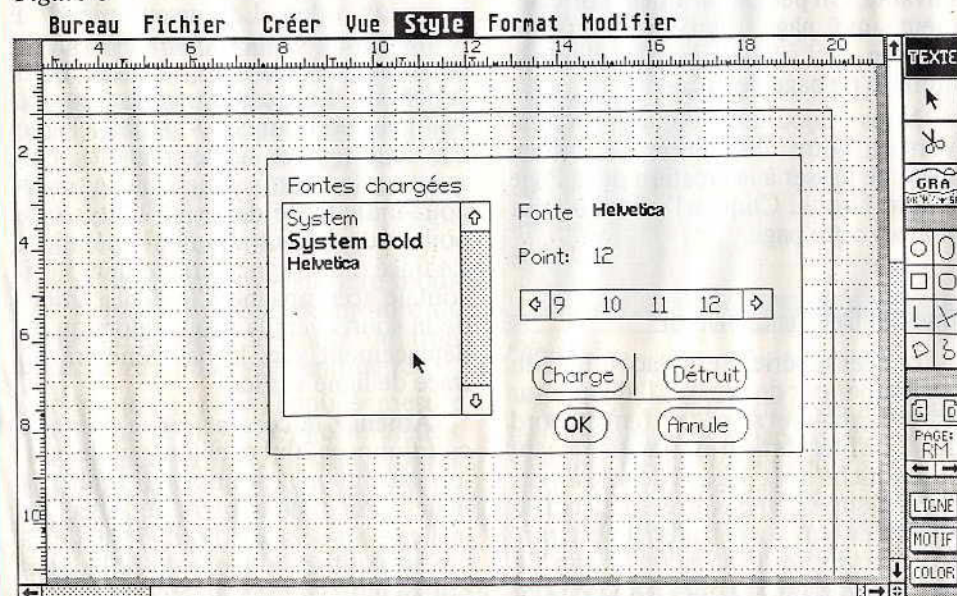 Bureau Fichier Créer Vue Style Format Modifier
4 6 8 10 12 14 16 18 20
TEXTE
2
GRA
Fontes chargées
System
System Bold
Helvetica
Fonte Helvetica
4
Point: 12
9 10 11 12
6
Charge Détruit
OK Annule
8
PAGE:
RM
10
LIGNE
MOTIF
COLOR